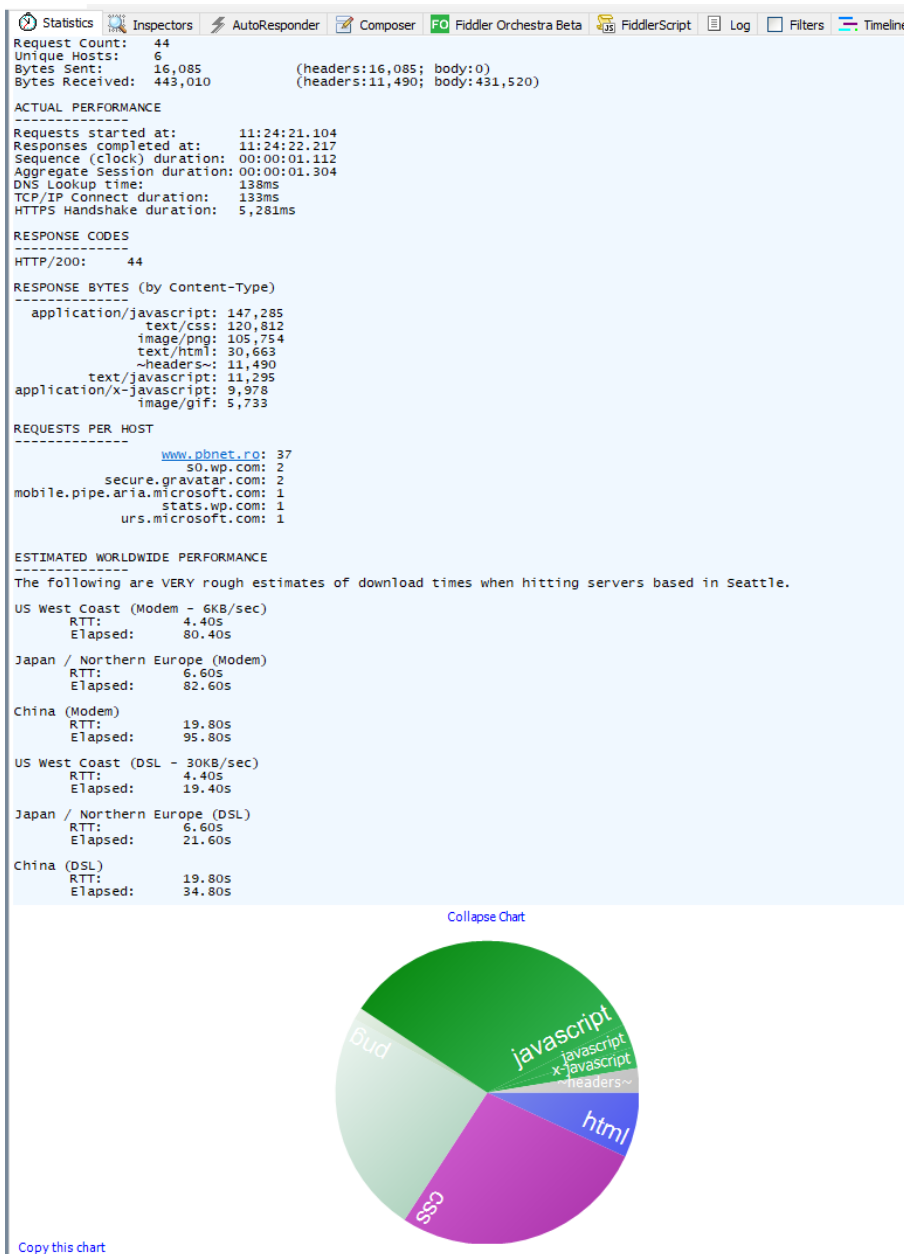 Statistics Inspectors AutoResponder Composer FO Fiddler Orchestra Beta FiddlerScript Log Filters Timeline
Request Count: 44
Unique Hosts: 6
Bytes Sent: 16,085 (headers:16,085; body:0)
Bytes Received: 443,010 (headers:11,490; body:431,520)
ACTUAL PERFORMANCE
--------------
Requests started at: 11:24:21.104
Responses completed at: 11:24:22.217
Sequence (clock) duration: 00:00:01.112
Aggregate Session duration: 00:00:01.304
DNS Lookup time: 138ms
TCP/IP Connect duration: 133ms
HTTPS Handshake duration: 5,281ms
RESPONSE CODES
--------------
HTTP/200: 44
RESPONSE BYTES (by Content-Type)
--------------
application/javascript: 147,285
text/css: 120,812
image/png: 105,754
text/html: 30,663
~headers~: 11,490
text/javascript: 11,295
application/x-javascript: 9,978
image/gif: 5,733
REQUESTS PER HOST
--------------
www.pbnet.ro: 37
s0.wp.com: 2
secure.gravatar.com: 2
mobile.pipe.aria.microsoft.com: 1
stats.wp.com: 1
urs.microsoft.com: 1
ESTIMATED WORLDWIDE PERFORMANCE
--------------
The following are VERY rough estimates of download times when hitting servers based in Seattle.
US West Coast (Modem - 6KB/sec)
RTT: 4.40s
Elapsed: 80.40s
Japan / Northern Europe (Modem)
RTT: 6.60s
Elapsed: 82.60s
China (Modem)
RTT: 19.80s
Elapsed: 95.80s
US West Coast (DSL - 30KB/sec)
RTT: 4.40s
Elapsed: 19.40s
Japan / Northern Europe (DSL)
RTT: 6.60s
Elapsed: 21.60s
China (DSL)
RTT: 19.80s
Elapsed: 34.80s
Collapse Chart
javascript
javascript
x-javascript
~headers~
png
html
css
Copy this chart